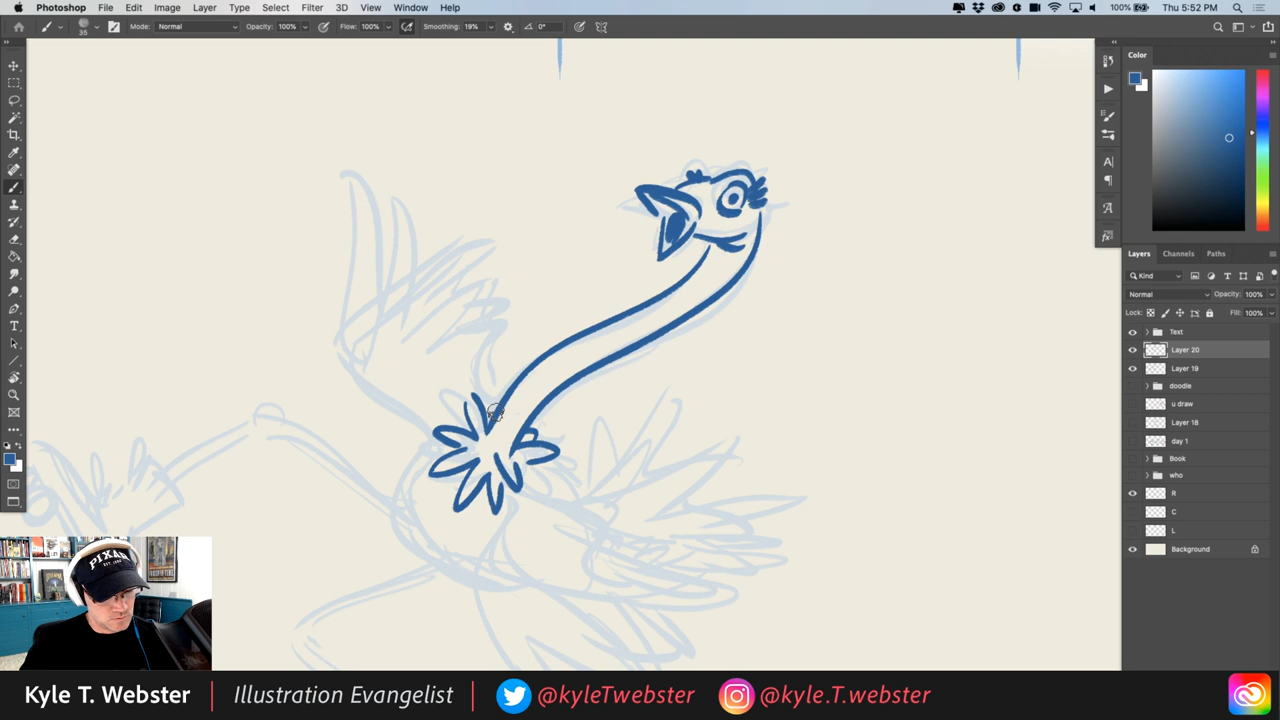 Photoshop File Edit Image Layer Type Select Filter 3D View Window Help 100% Thu 5:52 PM
35 Mode: Normal Opacity: 100% Flow: 100% Smoothing: 19% 0°
Color
Layers Channels Paths
Kind
Normal Opacity: 100%
Lock: Fill: 100%
Text
Layer 20
Layer 19
doodle
u draw
Layer 18
day 1
Book
who
R
C
L
Background
PIXAR
Kyle T. Webster | Illustration Evangelist @kyleTwebster | @kyle.T.webster